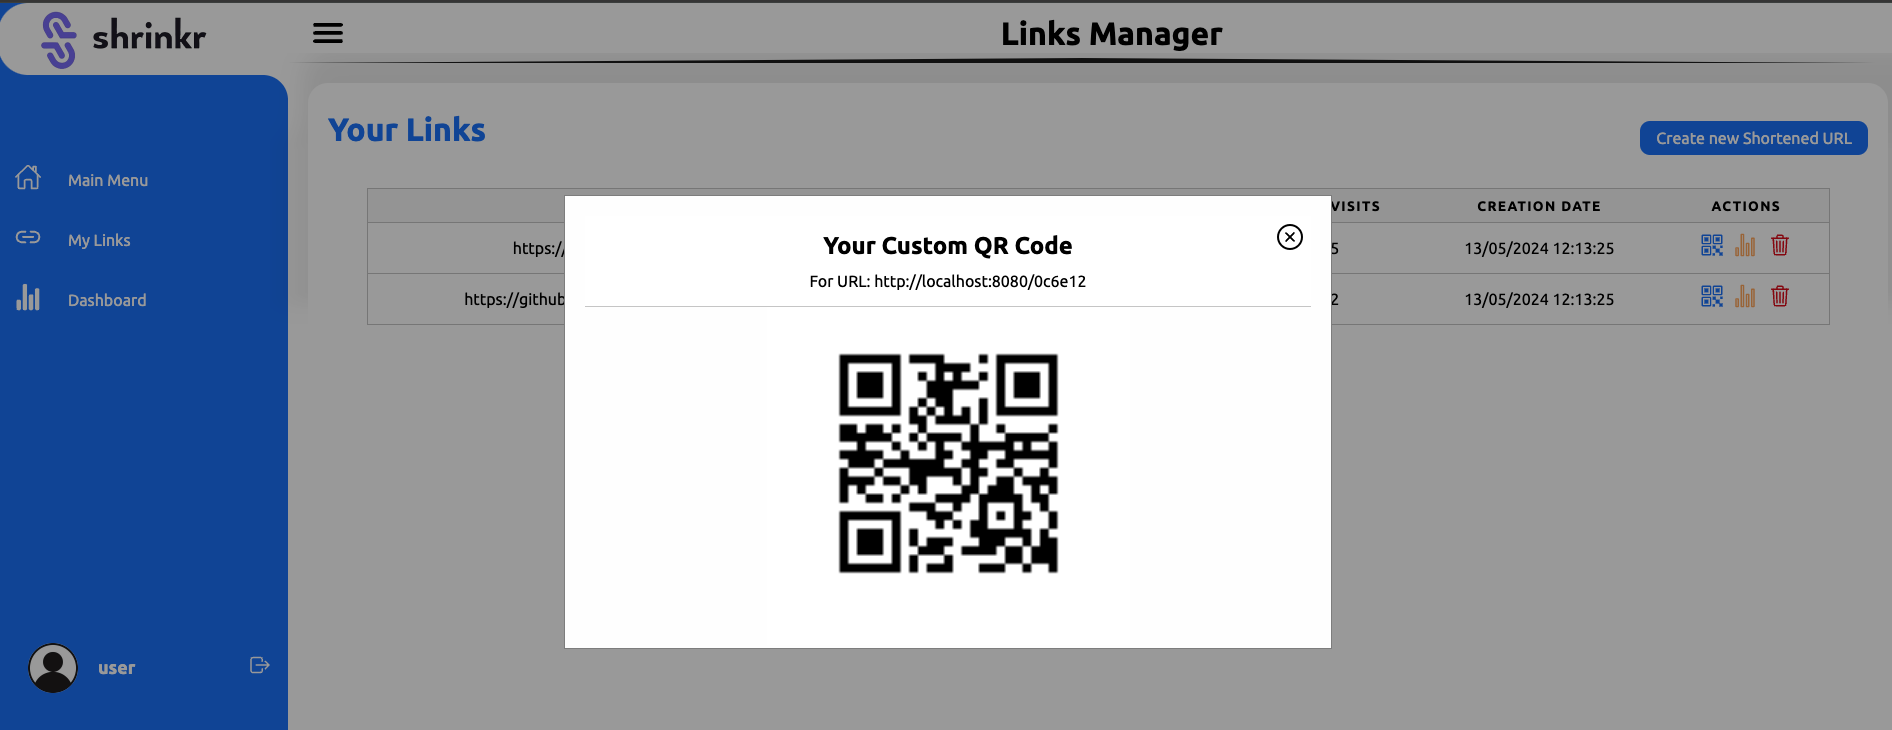 shrinkr
Links Manager
Your Links
Create new Shortened URL
Main Menu
My Links
Dashboard
VISITS CREATION DATE ACTIONS
https:/ 5 13/05/2024 12:13:25
https://github 2 13/05/2024 12:13:25
Your Custom QR Code
For URL: http://localhost:8080/0c6e12
user